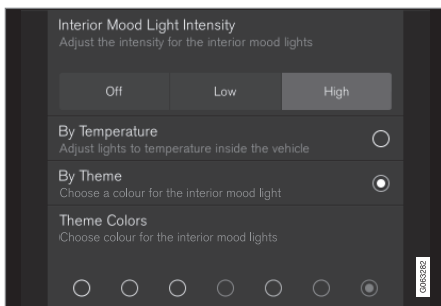 Interior Mood Light Intensity
Adjust the intensity for the interior mood lights
Off Low High
By Temperature
Adjust lights to temperature inside the vehicle
By Theme
Choose a colour for the interior mood light
Theme Colors
Choose colour for the interior mood lights
G063282